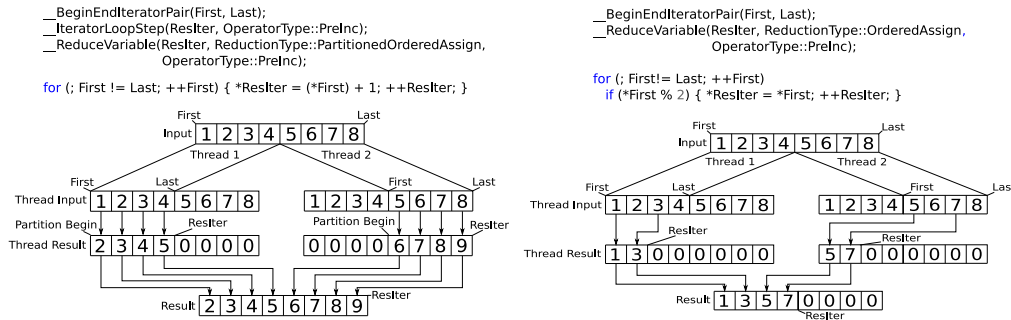 __BeginEndIteratorPair(First, Last);
__IteratorLoopStep(ResIter, OperatorType::PreInc);
__ReduceVariable(ResIter, ReductionType::PartitionedOrderedAssign,
OperatorType::PreInc);
for (; First != Last; ++First) { *ResIter = (*First) + 1; ++ResIter; }
First Last
Input 1 2 3 4 5 6 7 8
Thread 1 Thread 2
First Last First Last
Thread Input 1 2 3 4 5 6 7 8 1 2 3 4 5 6 7 8
Partition Begin ResIter Partition Begin ResIter
Thread Result 2 3 4 5 0 0 0 0 0 0 0 0 6 7 8 9
Result 2 3 4 5 6 7 8 9 ResIter
__BeginEndIteratorPair(First, Last);
__ReduceVariable(ResIter, ReductionType::OrderedAssign,
OperatorType::PreInc);
for (; First!= Last; ++First)
if (*First % 2) { *ResIter = *First; ++ResIter; }
First Last
Input 1 2 3 4 5 6 7 8
Thread 1 Thread 2
First Last First Last
Thread Input 1 2 3 4 5 6 7 8 1 2 3 4 5 6 7 8
ResIter ResIter
Thread Result 1 3 0 0 0 0 0 0 5 7 0 0 0 0 0 0
Result 1 3 5 7 0 0 0 0
ResIter